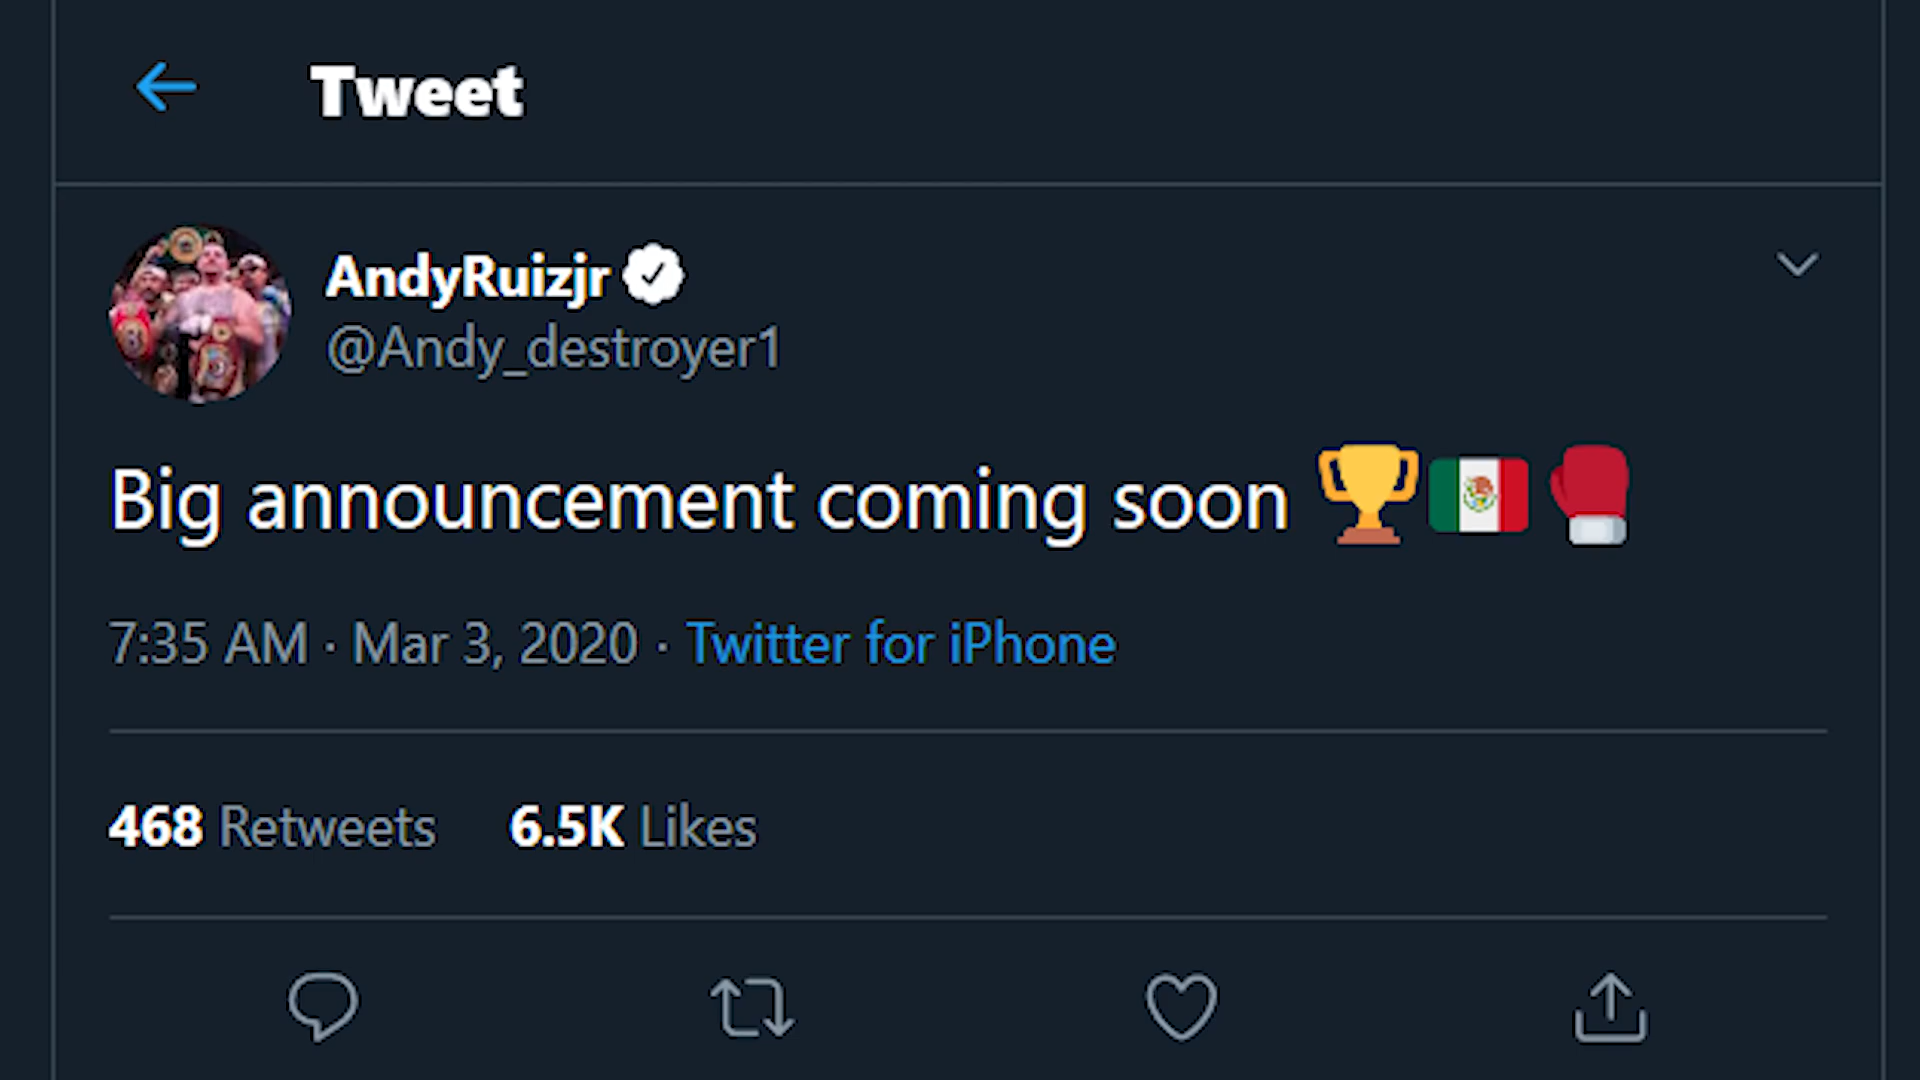 Tweet
AndyRuizjr
@Andy_destroyer1
Big announcement coming soon 🏆🇲🇽🥊
7:35 AM · Mar 3, 2020 · Twitter for iPhone
468 Retweets 6.5K Likes